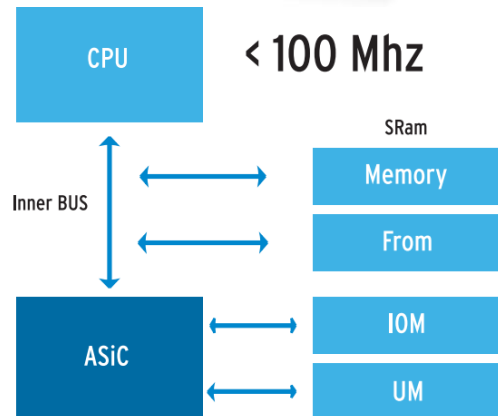 CPU
< 100 Mhz
SRam
Memory
Inner BUS
From
ASiC
IOM
UM